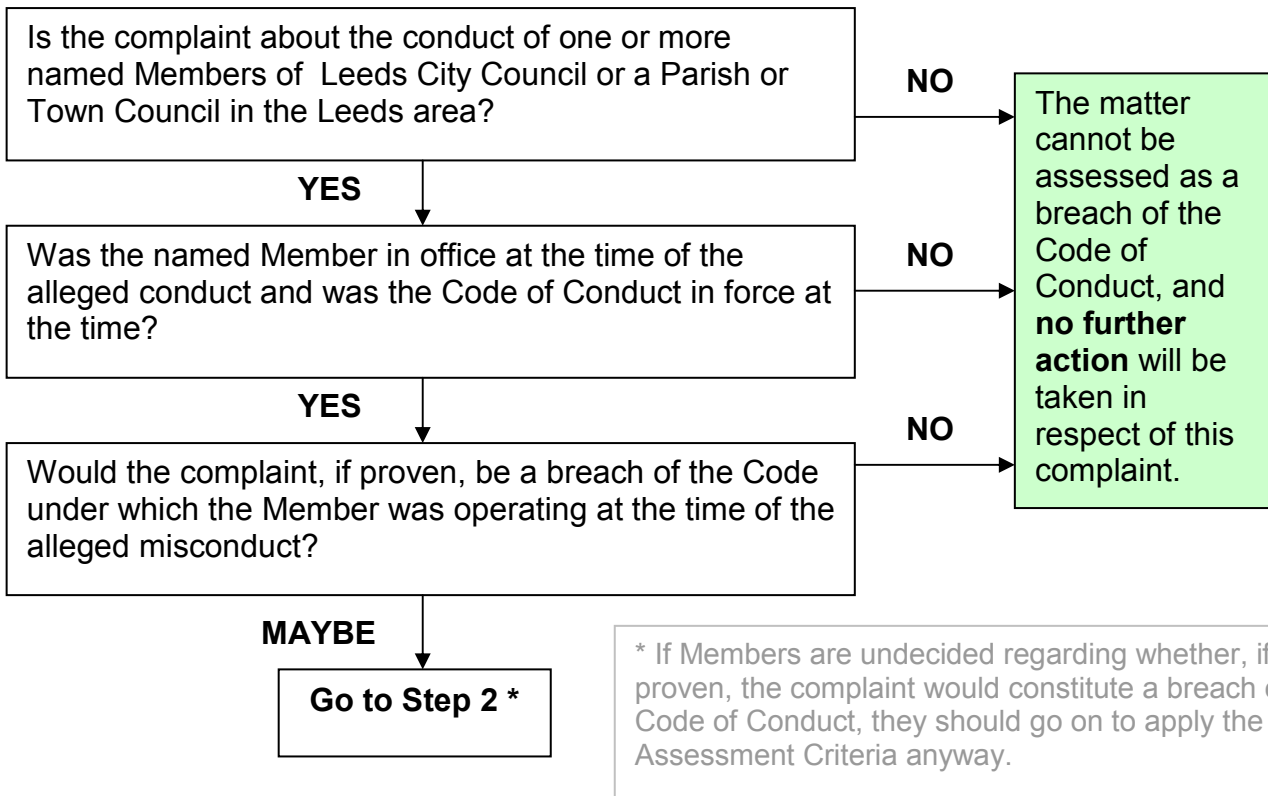 Is the complaint about the conduct of one or more
named Members of  Leeds City Council or a Parish or
Town Council in the Leeds area?
NO
The matter
cannot be
assessed as a
breach of the
Code of
Conduct, and
no further
action will be
taken in
respect of this
complaint.
YES
Was the named Member in office at the time of the
alleged conduct and was the Code of Conduct in force at
the time?
NO
YES
Would the complaint, if proven, be a breach of the Code
under which the Member was operating at the time of the
alleged misconduct?
NO
MAYBE
Go to Step 2 *
* If Members are undecided regarding whether, if
proven, the complaint would constitute a breach
Code of Conduct, they should go on to apply the
Assessment Criteria anyway.